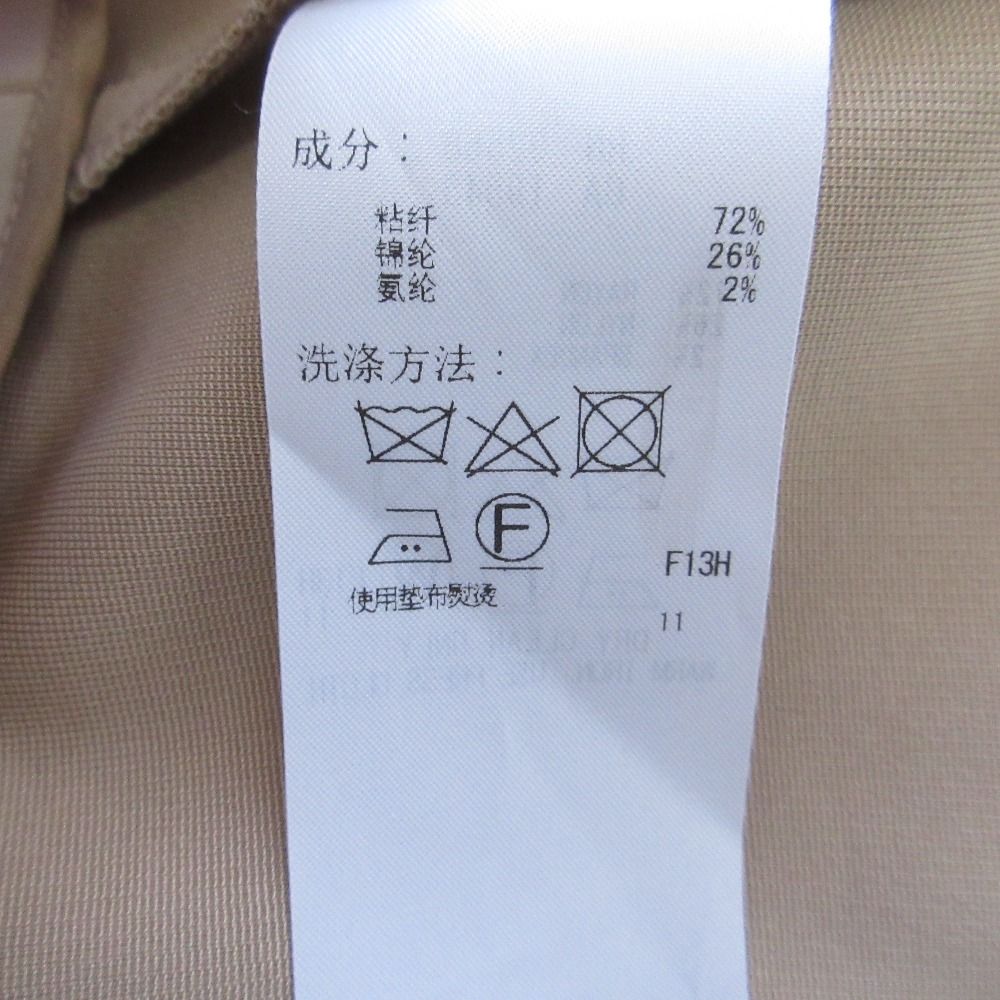 成分：
粘纤 72%
锦纶 26%
氨纶 2%
洗涤方法：
F
F13H
使用垫布熨烫
11